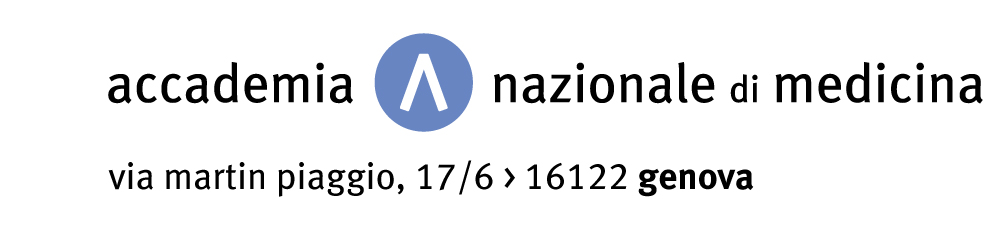 accademia Λ nazionale di medicina
via martin piaggio, 17/6 > 16122 genova